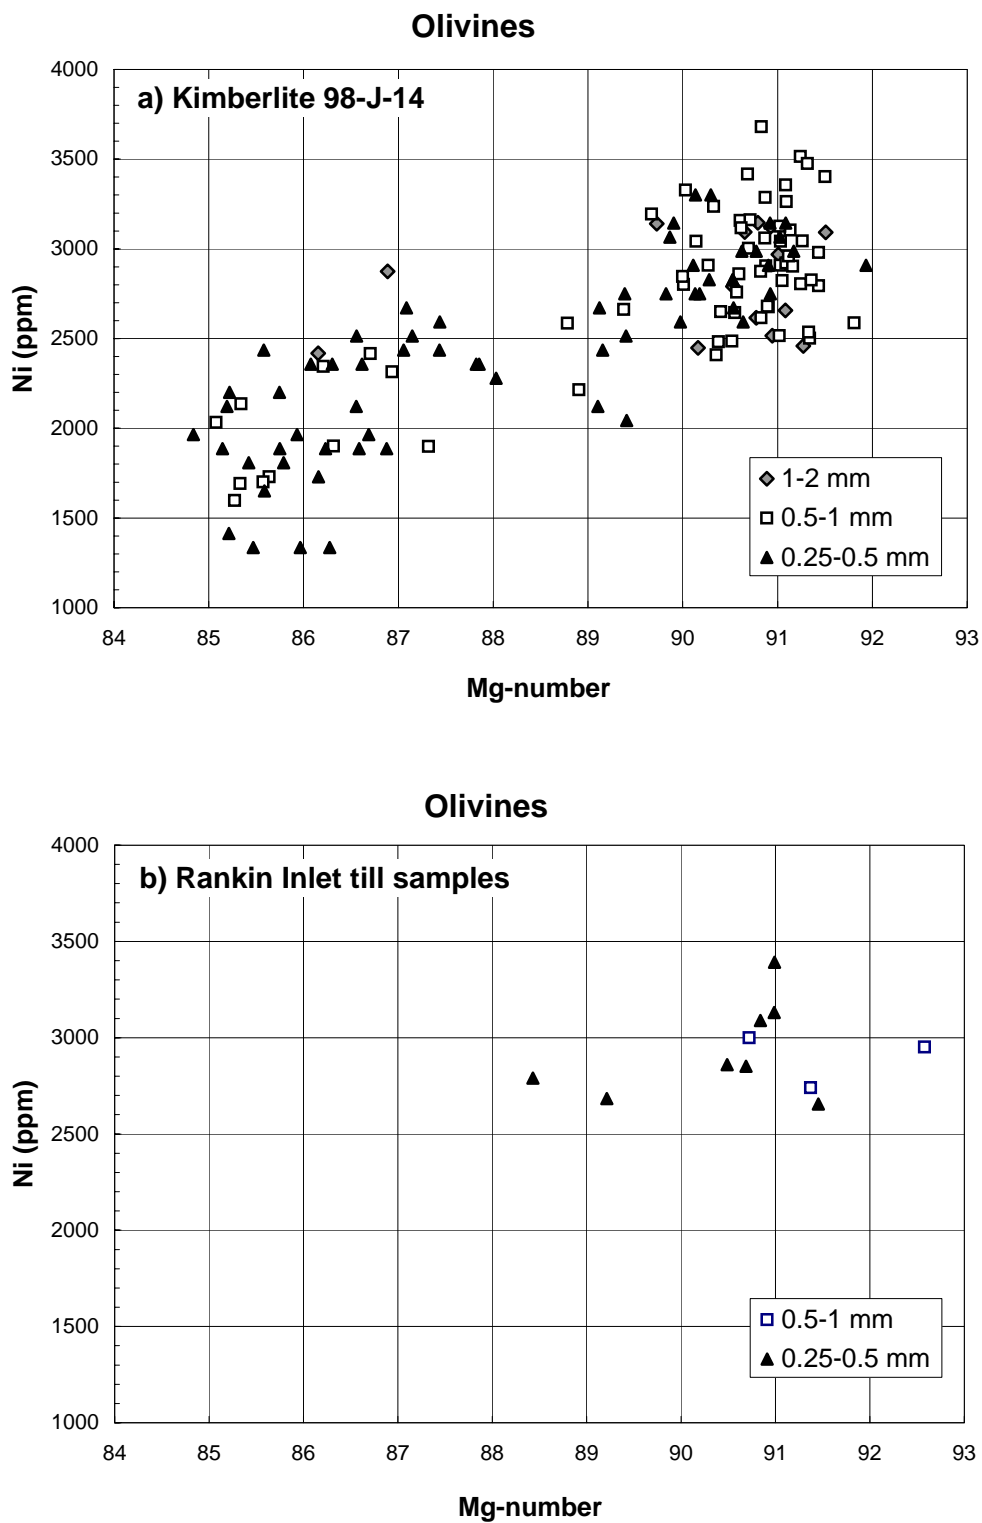 Olivines
a) Kimberlite 98-J-14
4000
3500
3000
2500
2000
1500
1000
Ni (ppm)
1-2 mm
0.5-1 mm
0.25-0.5 mm
84 85 86 87 88 89 90 91 92 93
Mg-number
Olivines
b) Rankin Inlet till samples
4000
3500
3000
2500
2000
1500
1000
Ni (ppm)
0.5-1 mm
0.25-0.5 mm
84 85 86 87 88 89 90 91 92 93
Mg-number